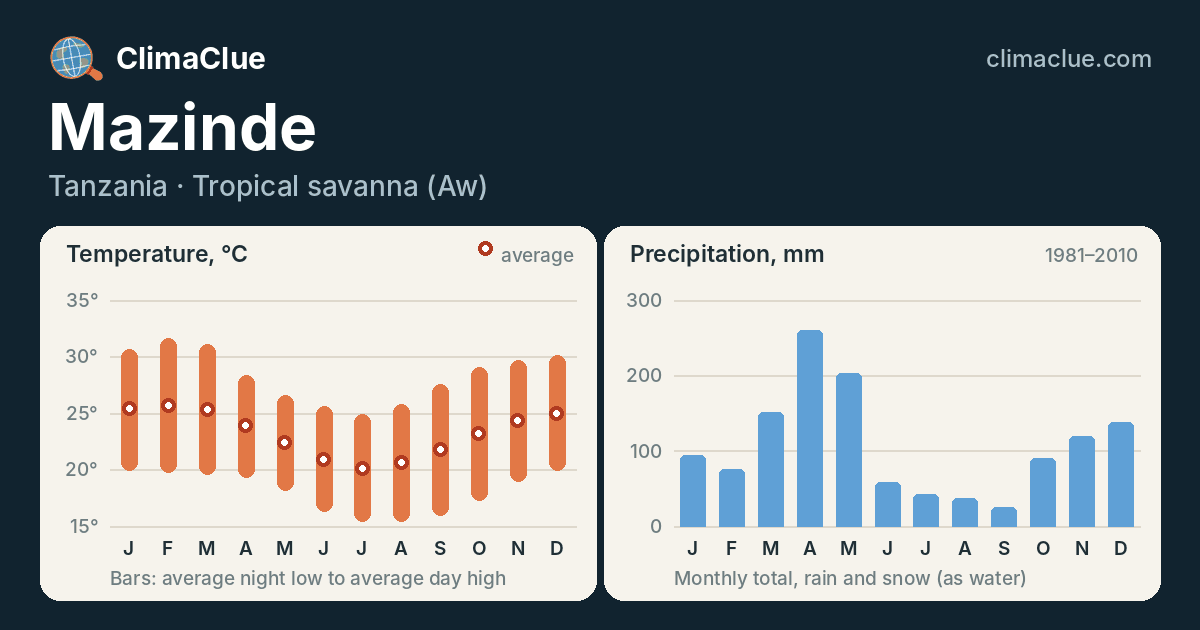 ClimaClue
climaclue.com
Mazinde
Tanzania · Tropical savanna (Aw)
Temperature, °C
average
35°
30°
25°
20°
15°
J F M A M J J A S O N D
Bars: average night low to average day high
Precipitation, mm
1981–2010
300
200
100
0
J F M A M J J A S O N D
Monthly total, rain and snow (as water)